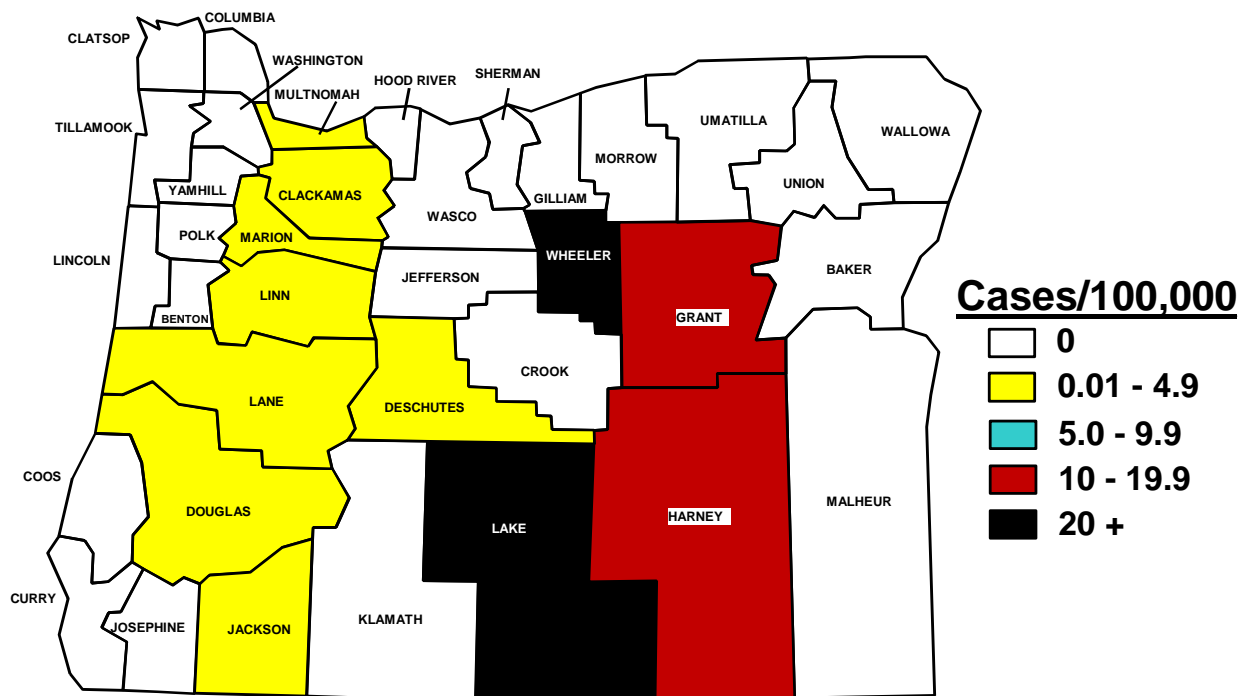 COLUMBIA
CLATSOP
WASHINGTON
SHERMAN
HOOD RIVER
MULTNOMAH
UMATILLA
TILLAMOOK
WALLOWA
MORROW
UNION
YAMHILL
CLACKAMAS
GILLIAM
WASCO
POLK
MARION
WHEELER
LINCOLN
BAKER
JEFFERSON
LINN
BENTON
GRANT
CROOK
LANE
DESCHUTES
COOS
MALHEUR
DOUGLAS
HARNEY
LAKE
CURRY
KLAMATH
JOSEPHINE
JACKSON
Cases/100,000
0
0.01 - 4.9
5.0 - 9.9
10 - 19.9
20 +